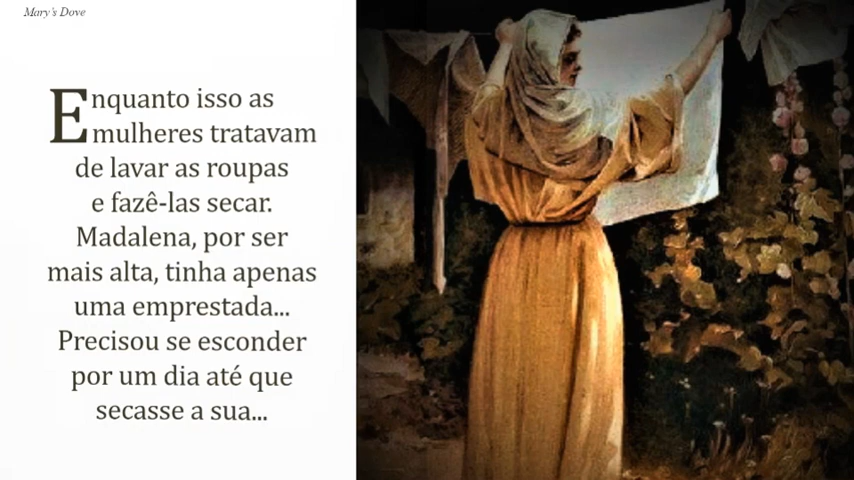 Mary's Dove
Enquanto isso as
mulheres tratavam
de lavar as roupas
e fazê-las secar.
Madalena, por ser
mais alta, tinha apenas
uma emprestada...
Precisou se esconder
por um dia até que
secasse a sua...